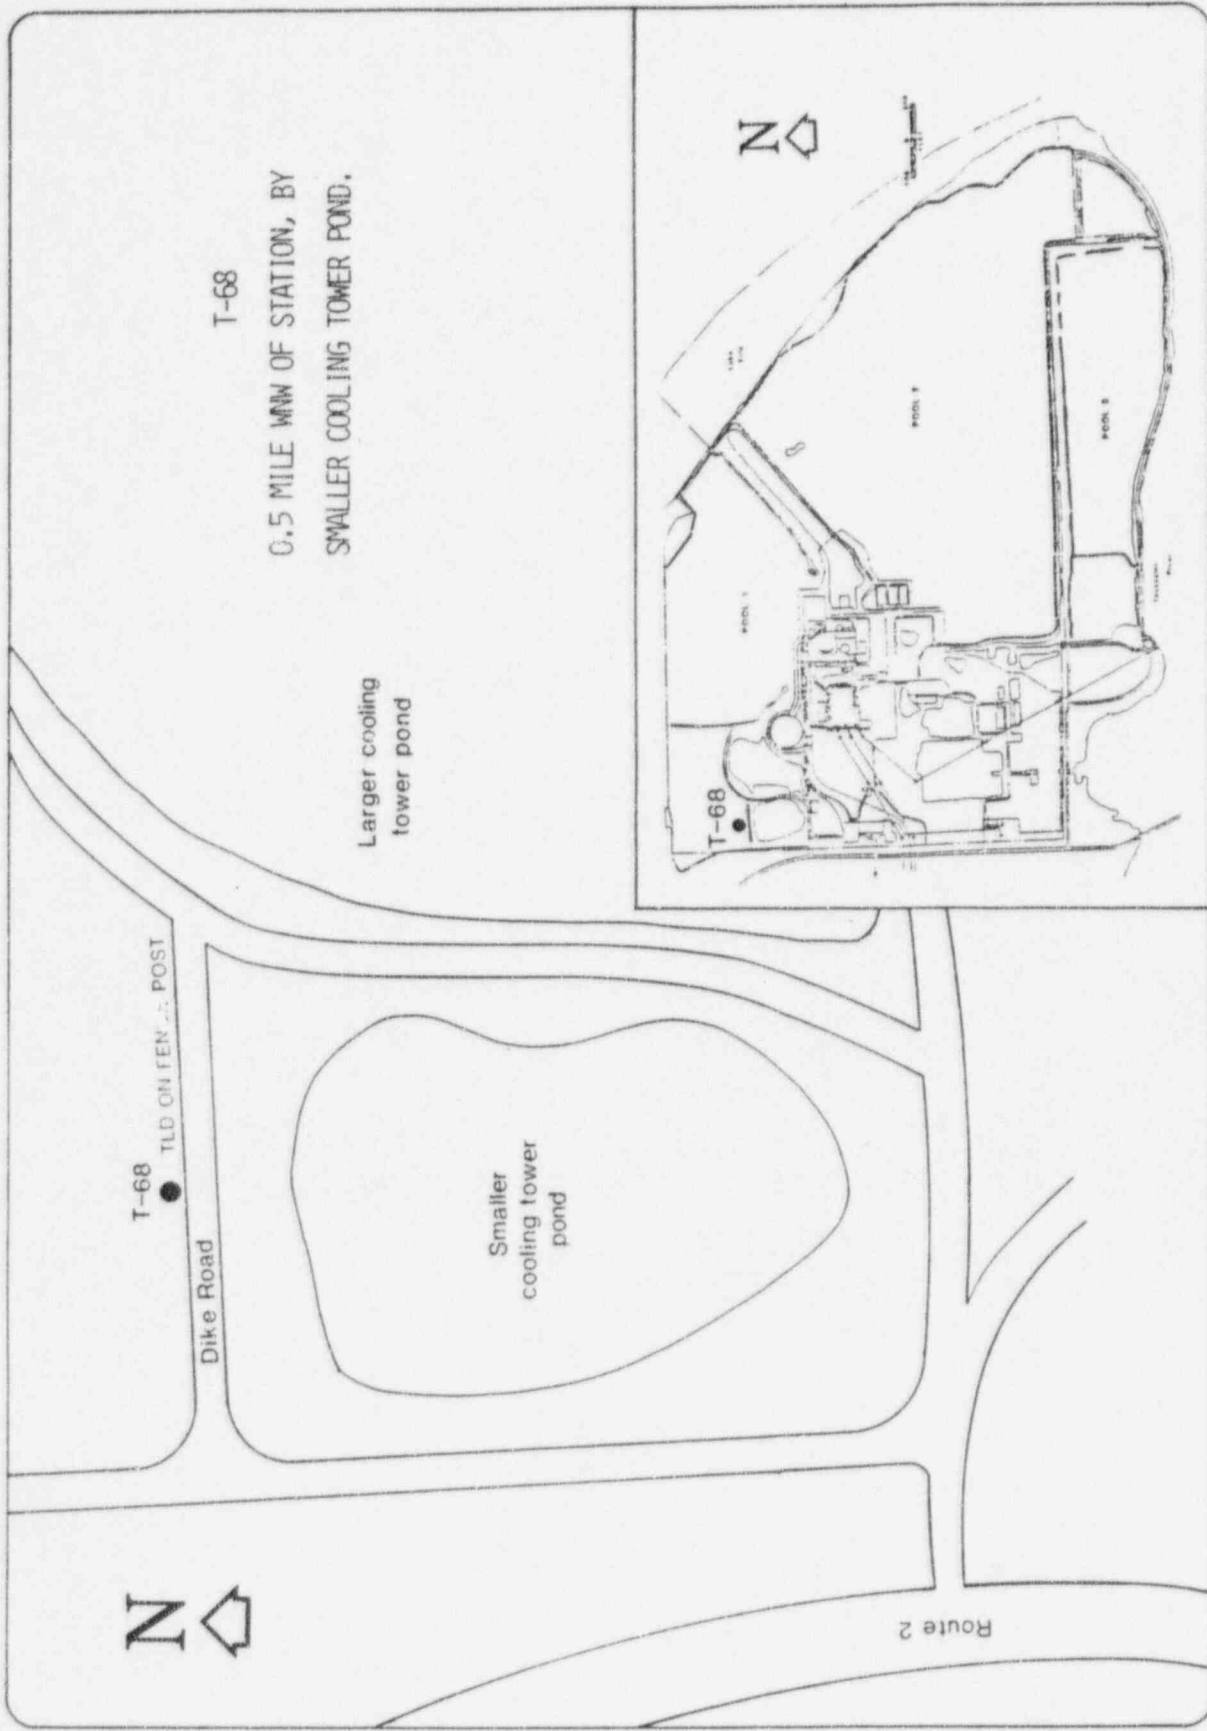 T-68
0.5 MILE WNW OF STATION, BY
SMALLER COOLING TOWER POND.
T-68
TLD ON FEN POST
Dike Road
Larger cooling
tower pond
Smaller
cooling tower
pond
Route 2
N
N
T-68
POOL 1
POOL 2
POOL 3